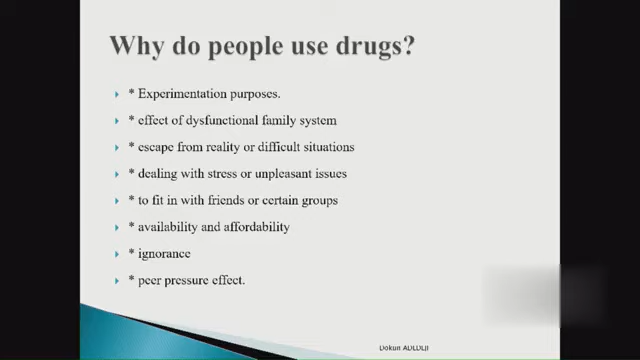 Why do people use drugs?
* Experimentation purposes.
* effect of dysfunctional family system
* escape from reality or difficult situations
* dealing with stress or unpleasant issues
* to fit in with friends or certain groups
* availability and affordability
* ignorance
* peer pressure effect.
Dokun